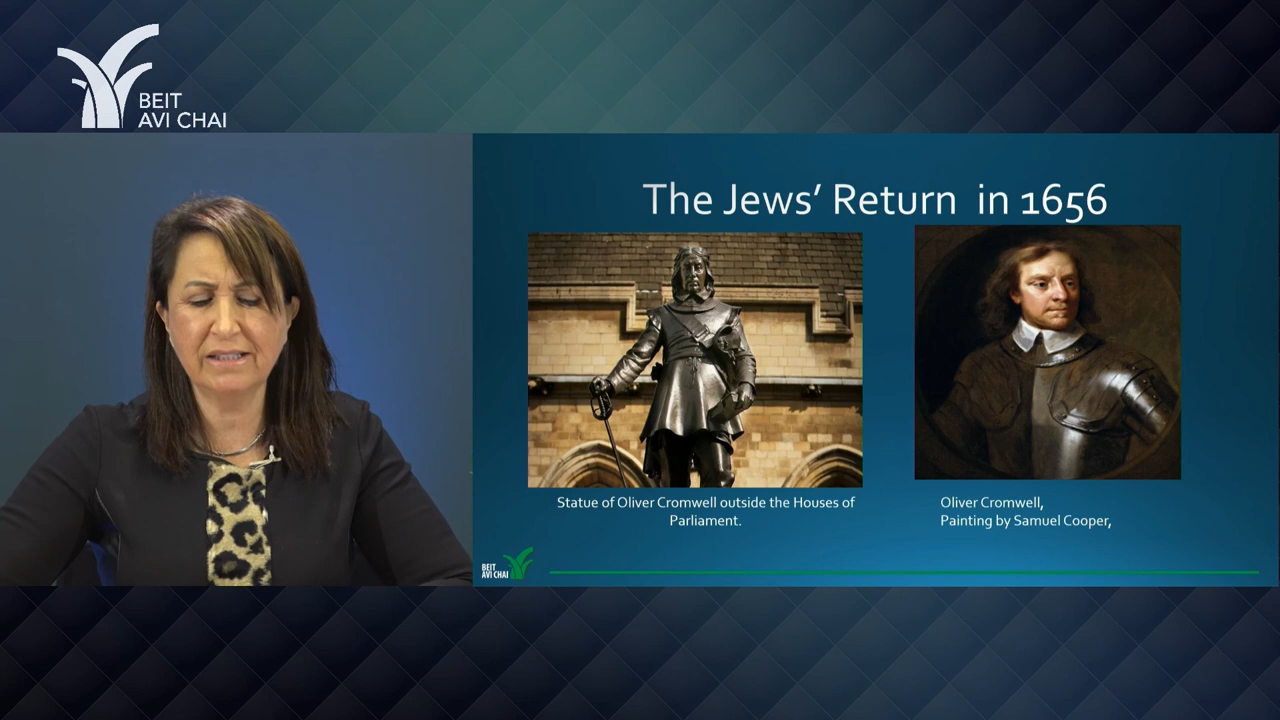 BEIT
AVI CHAI
The Jews’ Return in 1656
Statue of Oliver Cromwell outside the Houses of
Parliament.
Oliver Cromwell,
Painting by Samuel Cooper,
BEIT
AVI CHAI